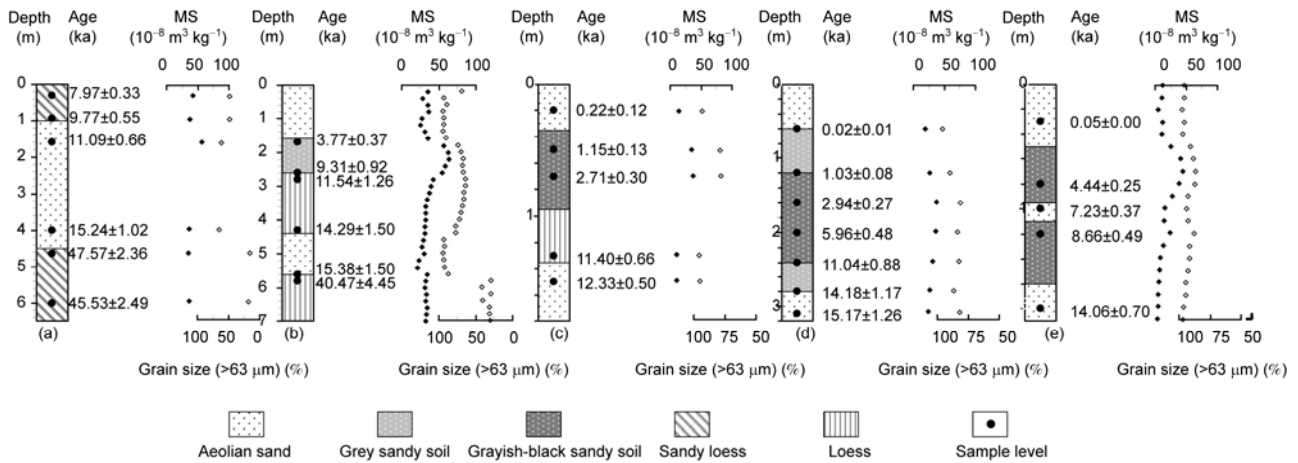 Depth (m) Age (ka) MS (10⁻⁸ m³ kg⁻¹) Depth (m) Age (ka) MS (10⁻⁸ m³ kg⁻¹) Depth (m) Age (ka) MS (10⁻⁸ m³ kg⁻¹) Depth (m) Age (ka) MS (10⁻⁸ m³ kg⁻¹) Depth (m) Age (ka) MS (10⁻⁸ m³ kg⁻¹)
0 50 100
0
1
2
3
4
5
6
7.97±0.33
9.77±0.55
11.09±0.66
15.24±1.02
47.57±2.36
45.53±2.49
(a)
100 50 0
0 50 100
0
1
2
3
4
5
6
7
3.77±0.37
9.31±0.92
11.54±1.26
14.29±1.50
15.38±1.50
40.47±4.45
(b)
100 50 0
0 50 100
0
1
0.22±0.12
1.15±0.13
2.71±0.30
11.40±0.66
12.33±0.50
(c)
100 75 50
0 50 100
0
1
2
3
0.02±0.01
1.03±0.08
2.94±0.27
5.96±0.48
11.04±0.88
14.18±1.17
15.17±1.26
(d)
100 75 50
0 50 100
0
0.05±0.00
4.44±0.25
7.23±0.37
8.66±0.49
14.06±0.70
(e)
100 75 50
Grain size (>63 μm) (%) Grain size (>63 μm) (%) Grain size (>63 μm) (%) Grain size (>63 μm) (%) Grain size (>63 μm) (%)
Aeolian sand Grey sandy soil Grayish-black sandy soil Sandy loess Loess Sample level